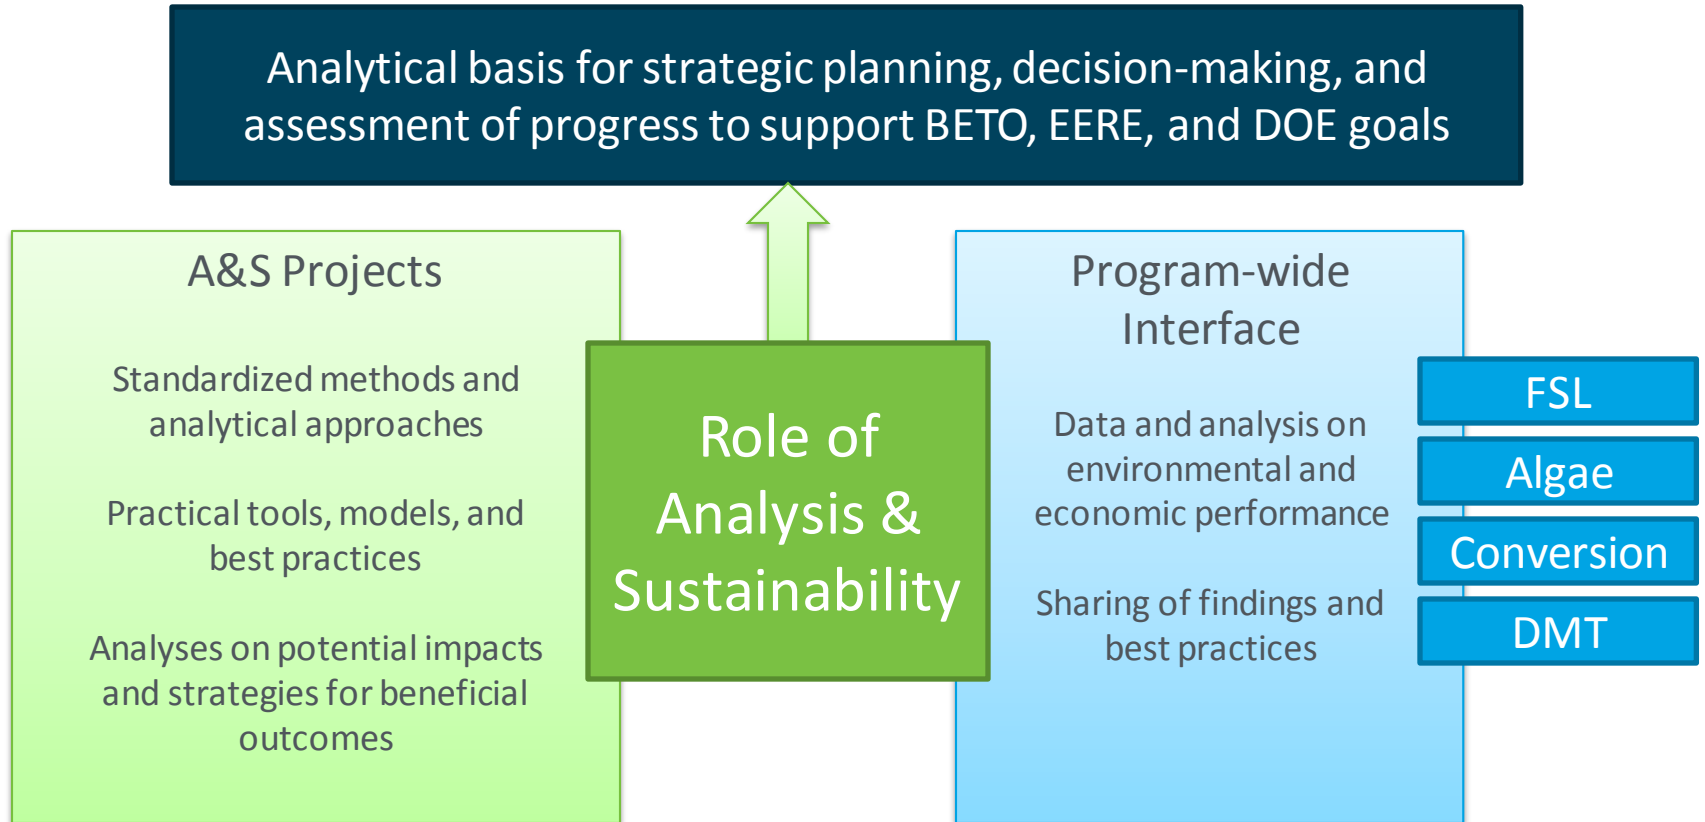 Analytical basis for strategic planning, decision-making, and
assessment of progress to support BETO, EERE, and DOE goals
A&S Projects
Standardized methods and
analytical approaches
Practical tools, models, and
best practices
Analyses on potential impacts
and strategies for beneficial
outcomes
Role of
Analysis &
Sustainability
Program-wide
Interface
Data and analysis on
environmental and
economic performance
Sharing of findings and
best practices
FSL
Algae
Conversion
DMT